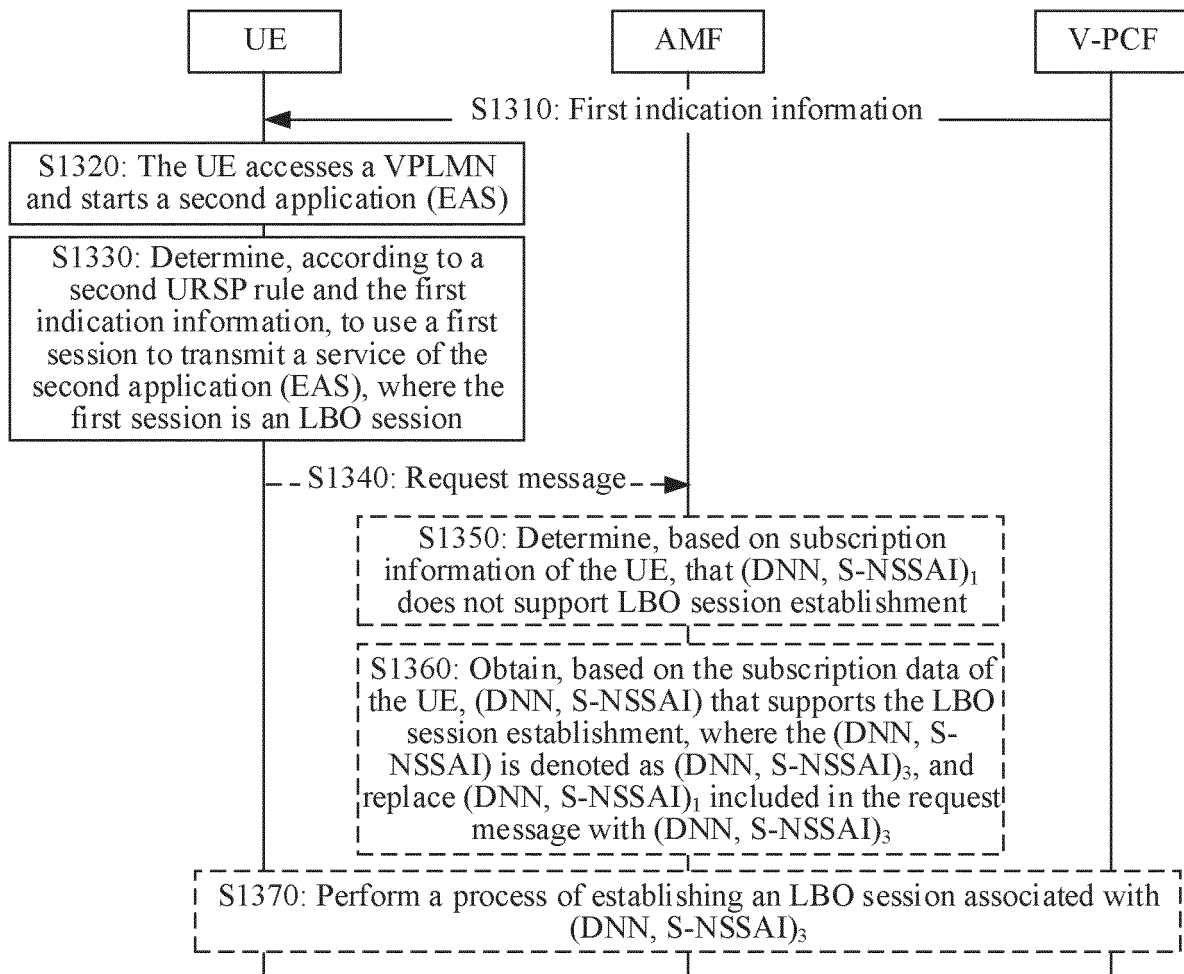 UE
AMF
V-PCF
S1310: First indication information
S1320: The UE accesses a VPLMN
and starts a second application (EAS)
S1330: Determine, according to a
second URSP rule and the first
indication information, to use a first
session to transmit a service of the
second application (EAS), where the
first session is an LBO session
S1340: Request message
S1350: Determine, based on subscription
information of the UE, that (DNN, S-NSSAI)₁
does not support LBO session establishment
S1360: Obtain, based on the subscription data of
the UE, (DNN, S-NSSAI) that supports the LBO
session establishment, where the (DNN, S-
NSSAI) is denoted as (DNN, S-NSSAI)₃, and
replace (DNN, S-NSSAI)₁ included in the request
message with (DNN, S-NSSAI)₃
S1370: Perform a process of establishing an LBO session associated with
(DNN, S-NSSAI)₃